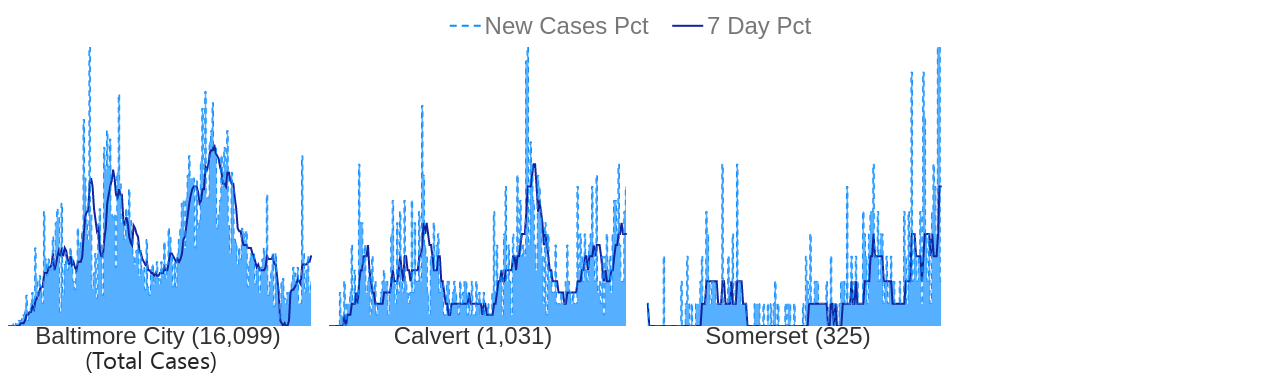 New Cases Pct 7 Day Pct
Baltimore City (16,099) Calvert (1,031) Somerset (325)
(Total Cases)